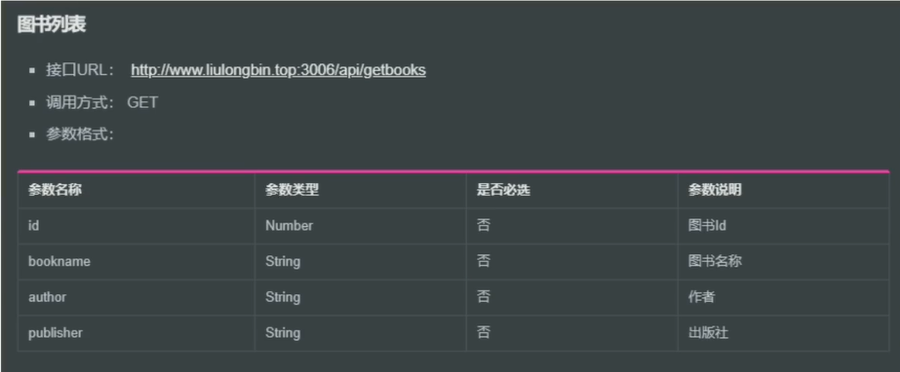 图书列表
接口URL： http://www.liulongbin.top:3006/api/getbooks
调用方式： GET
参数格式：
参数名称 参数类型 是否必选 参数说明
id Number 否 图书Id
bookname String 否 图书名称
author String 否 作者
publisher String 否 出版社